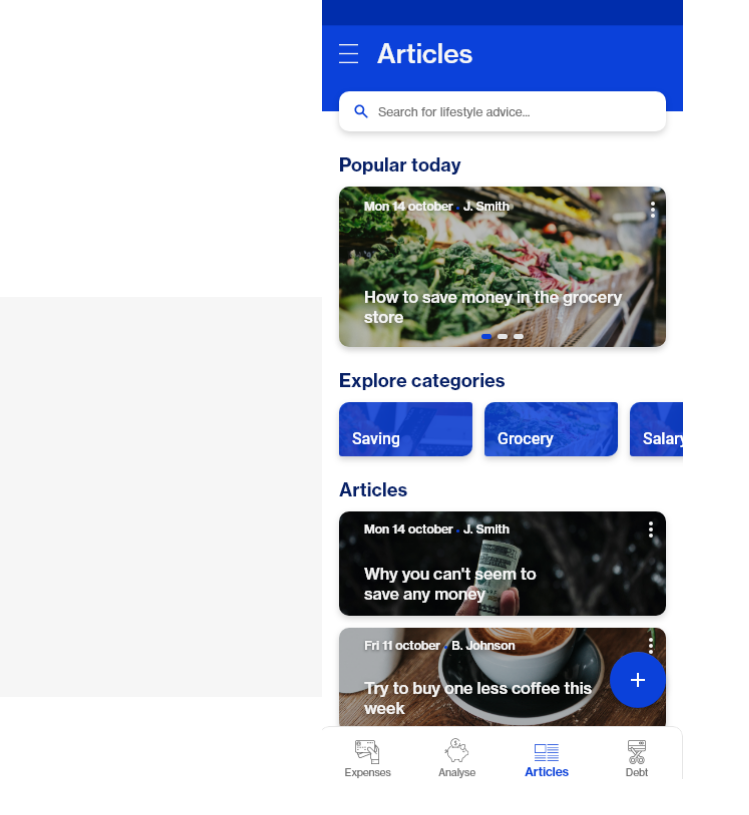 Articles
Search for lifestyle advice...
Popular today
Mon 14 october · J. Smith
How to save money in the grocery
store
Explore categories
Saving
Grocery
Salary
Articles
Mon 14 october · J. Smith
Why you can't seem to
save any money
Fri 11 october · B. Johnson
Try to buy one less coffee this
week
Expenses
Analyse
Articles
Debt